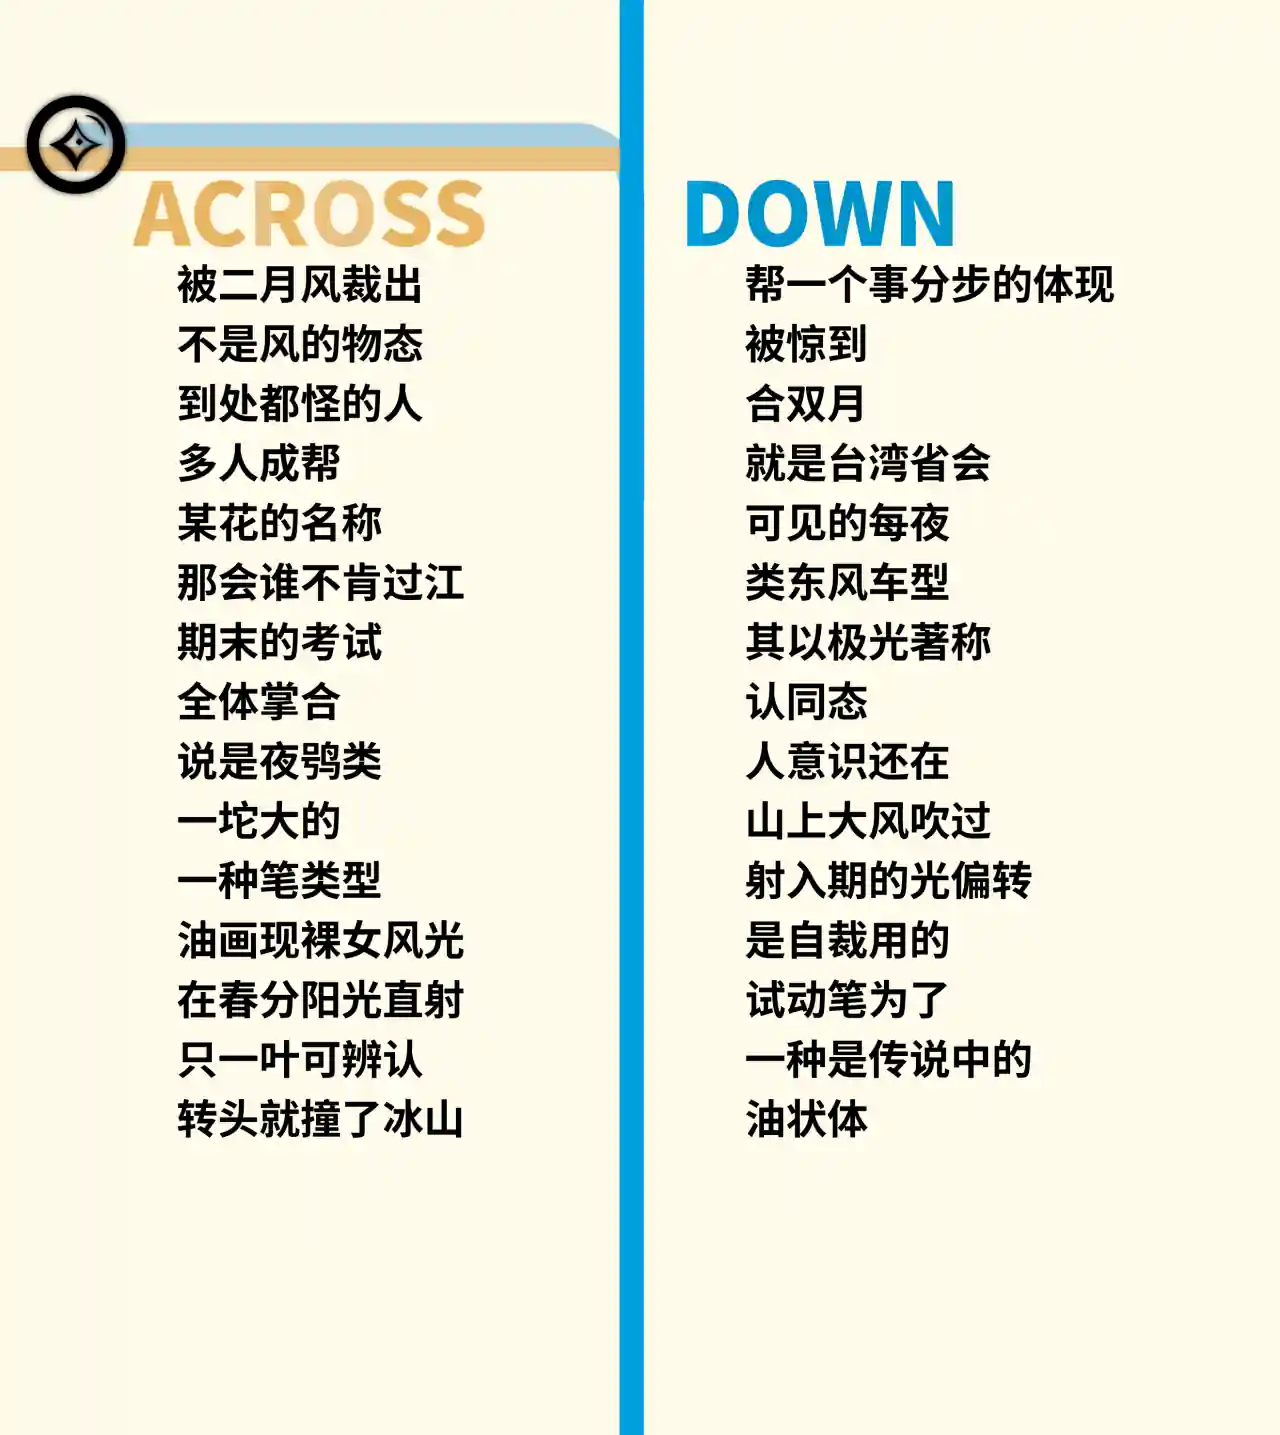 ACROSS
被二月风裁出
不是风的物态
到处都怪的人
多人成帮
某花的名称
那会谁不肯过江
期末的考试
全体掌合
说是夜鸮类
一坨大的
一种笔类型
油画现裸女风光
在春分阳光直射
只一叶可辨认
转头就撞了冰山
DOWN
帮一个事分步的体现
被惊到
合双月
就是台湾省会
可见的每夜
类东风车型
其以极光著称
认同态
人意识还在
山上大风吹过
射入期的光偏转
是自裁用的
试动笔为了
一种是传说中的
油状体